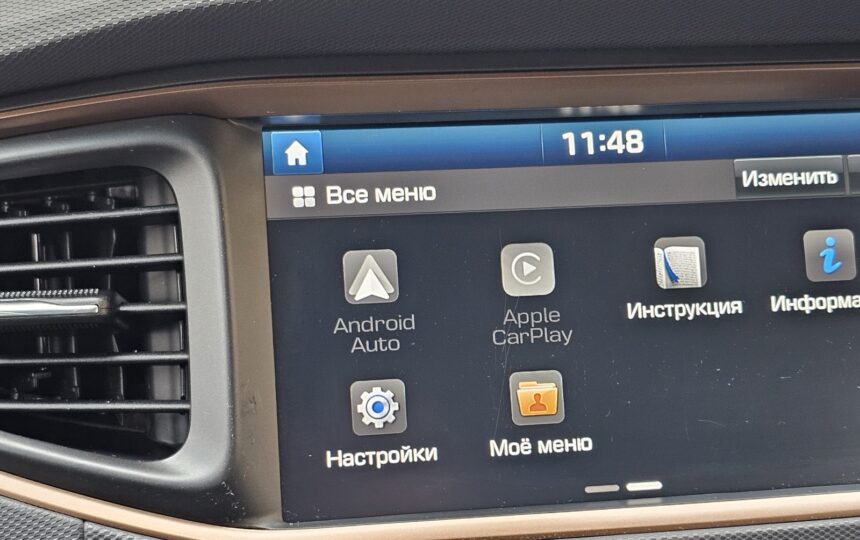 11:48
Все меню
Изменить
Android
Auto
Apple
CarPlay
Инструкция
Настройки
Моё меню